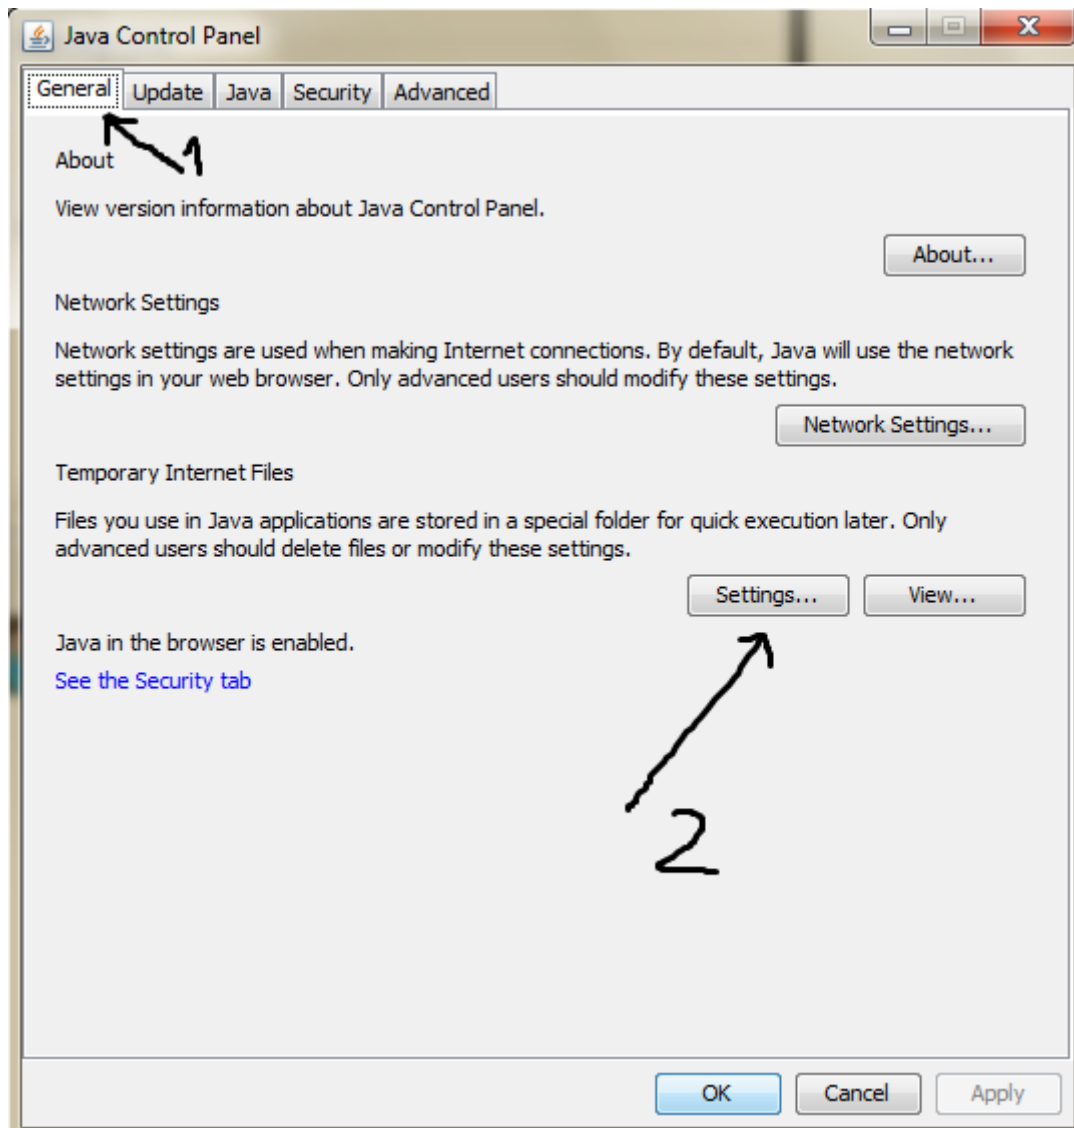 Java Control Panel
General Update Java Security Advanced
1
About
View version information about Java Control Panel.
About...
Network Settings
Network settings are used when making Internet connections. By default, Java will use the network
settings in your web browser. Only advanced users should modify these settings.
Network Settings...
Temporary Internet Files
Files you use in Java applications are stored in a special folder for quick execution later. Only
advanced users should delete files or modify these settings.
Settings... View...
Java in the browser is enabled.
See the Security tab
2
OK Cancel Apply